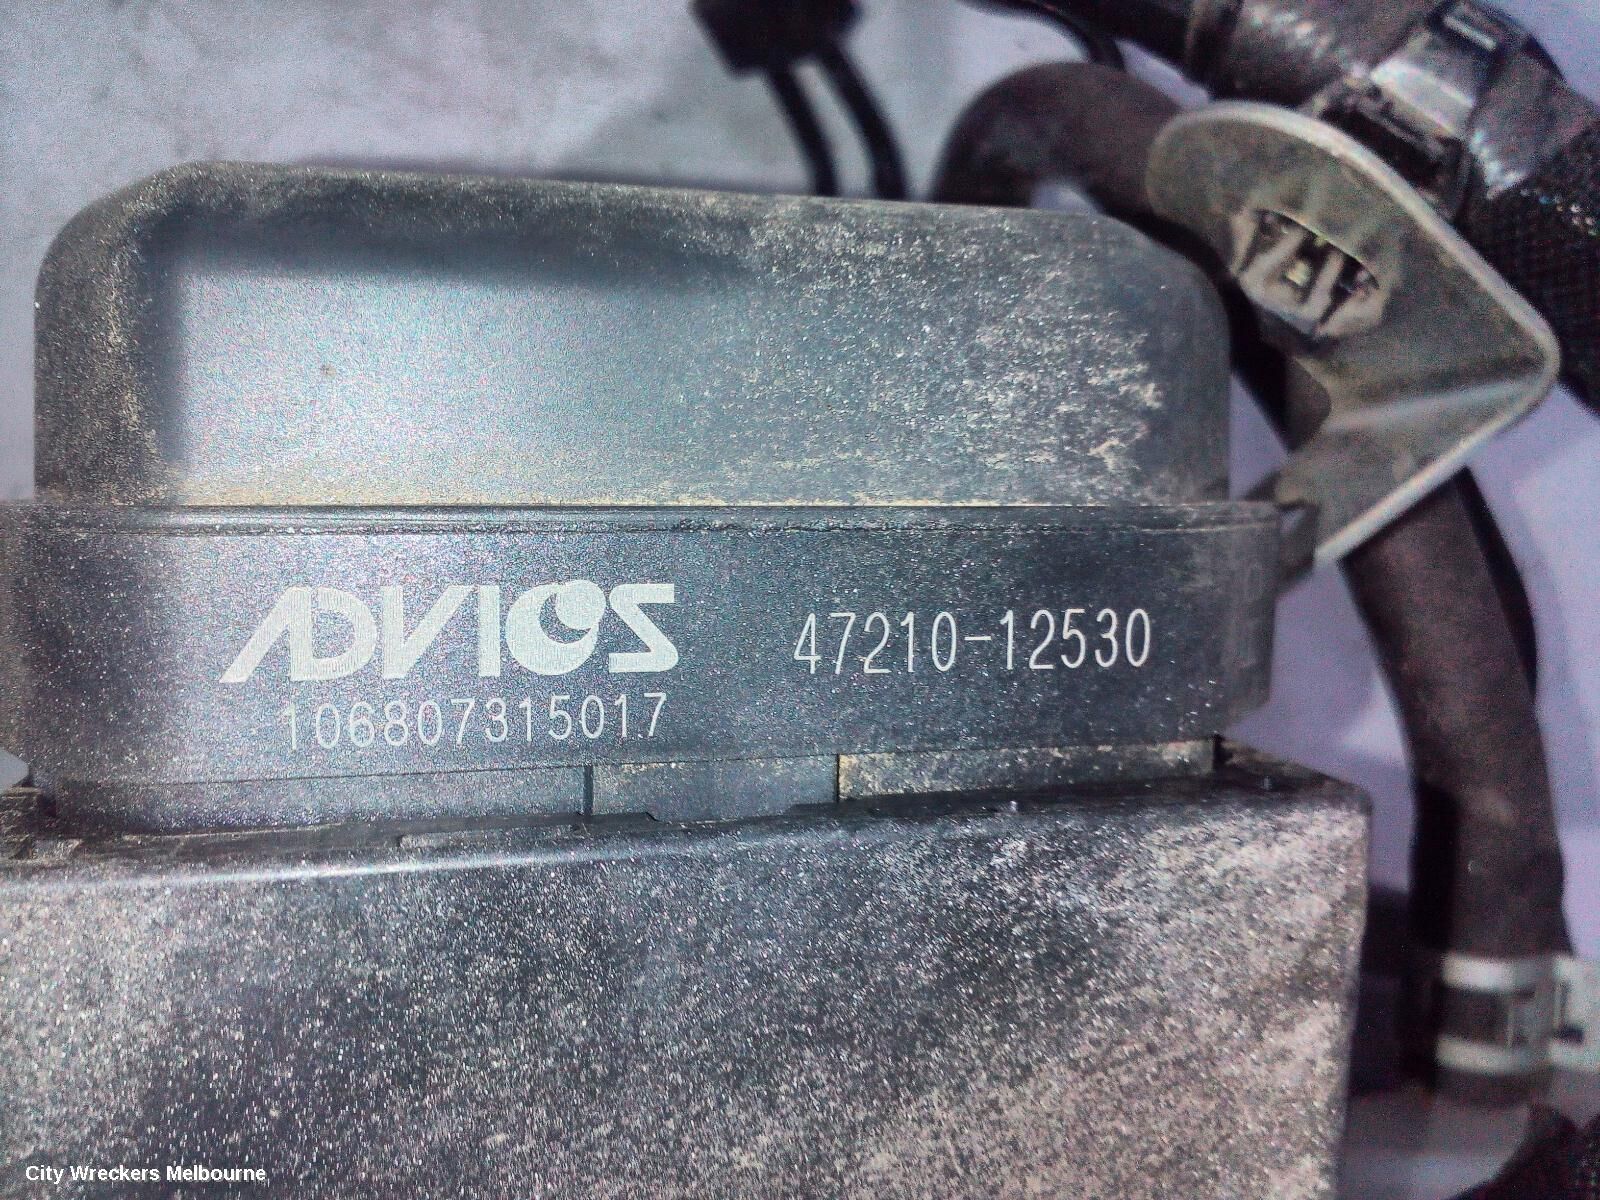 ADVICS
47210-12530
106807315017
City Wreckers Melbourne